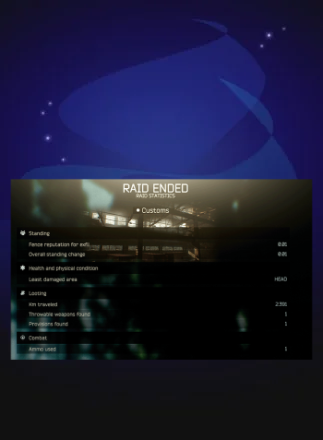 RAID ENDED
RAID STATISTICS
Customs
Standing
Fence reputation for exfil
Overall standing change
Health and physical condition
Least damaged area HEAD
Looting
Km traveled
Throwable weapons found 1
Provisions found 1
Combat
Ammo used 1